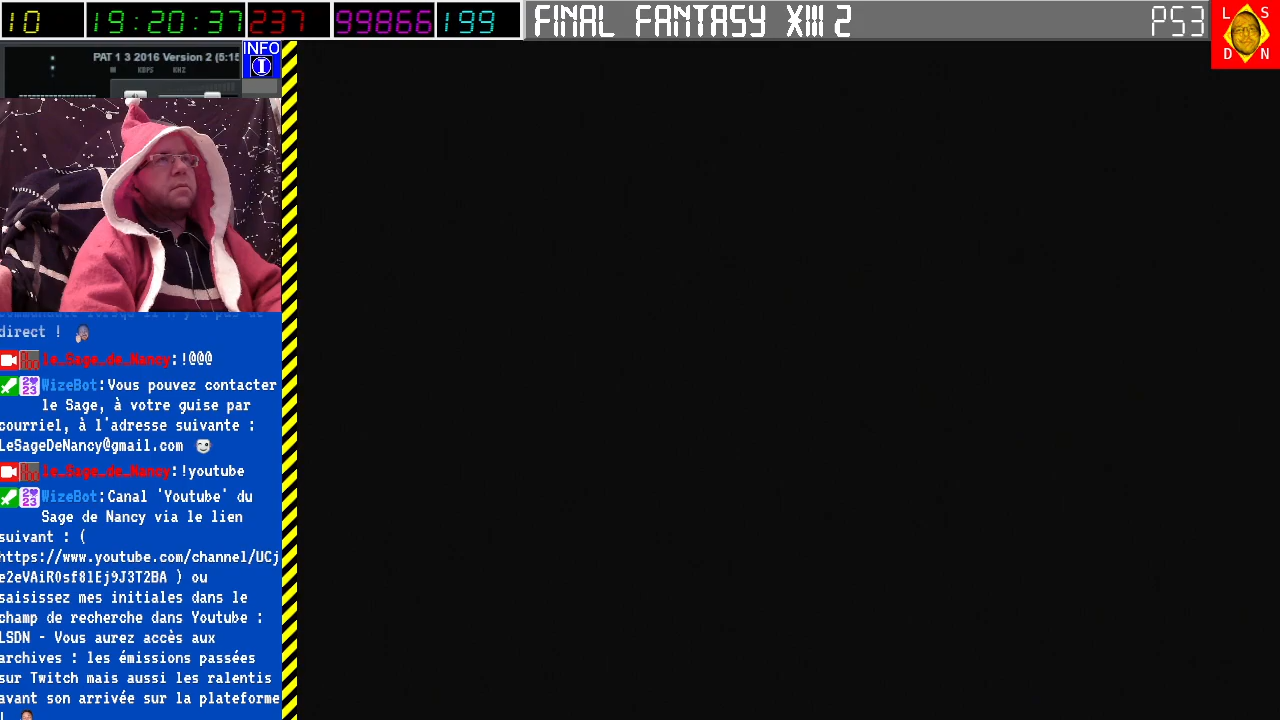 10 19:20:37 237 99866 199 FINAL FANTASY XIII 2 PS3
L S
D N
PAT 1 3 2016 Version 2 (5:15
INFO
KBPS KHZ
direct !
Le_Sage_de_Nancy:!@@@
WizeBot:Vous pouvez contacter
le Sage, à votre guise par
courriel, à l'adresse suivante :
LeSageDeNancy@gmail.com
Le_Sage_de_Nancy:!youtube
WizeBot:Canal 'Youtube' du
Sage de Nancy via le lien
suivant : (
https://www.youtube.com/channel/UCj
e2eVAiR0sf8lEj9J3T2BA ) ou
saisissez mes initiales dans le
champ de recherche dans Youtube :
LSDN - Vous aurez accès aux
archives : les émissions passées
sur Twitch mais aussi les ralentis
avant son arrivée sur la plateforme
!